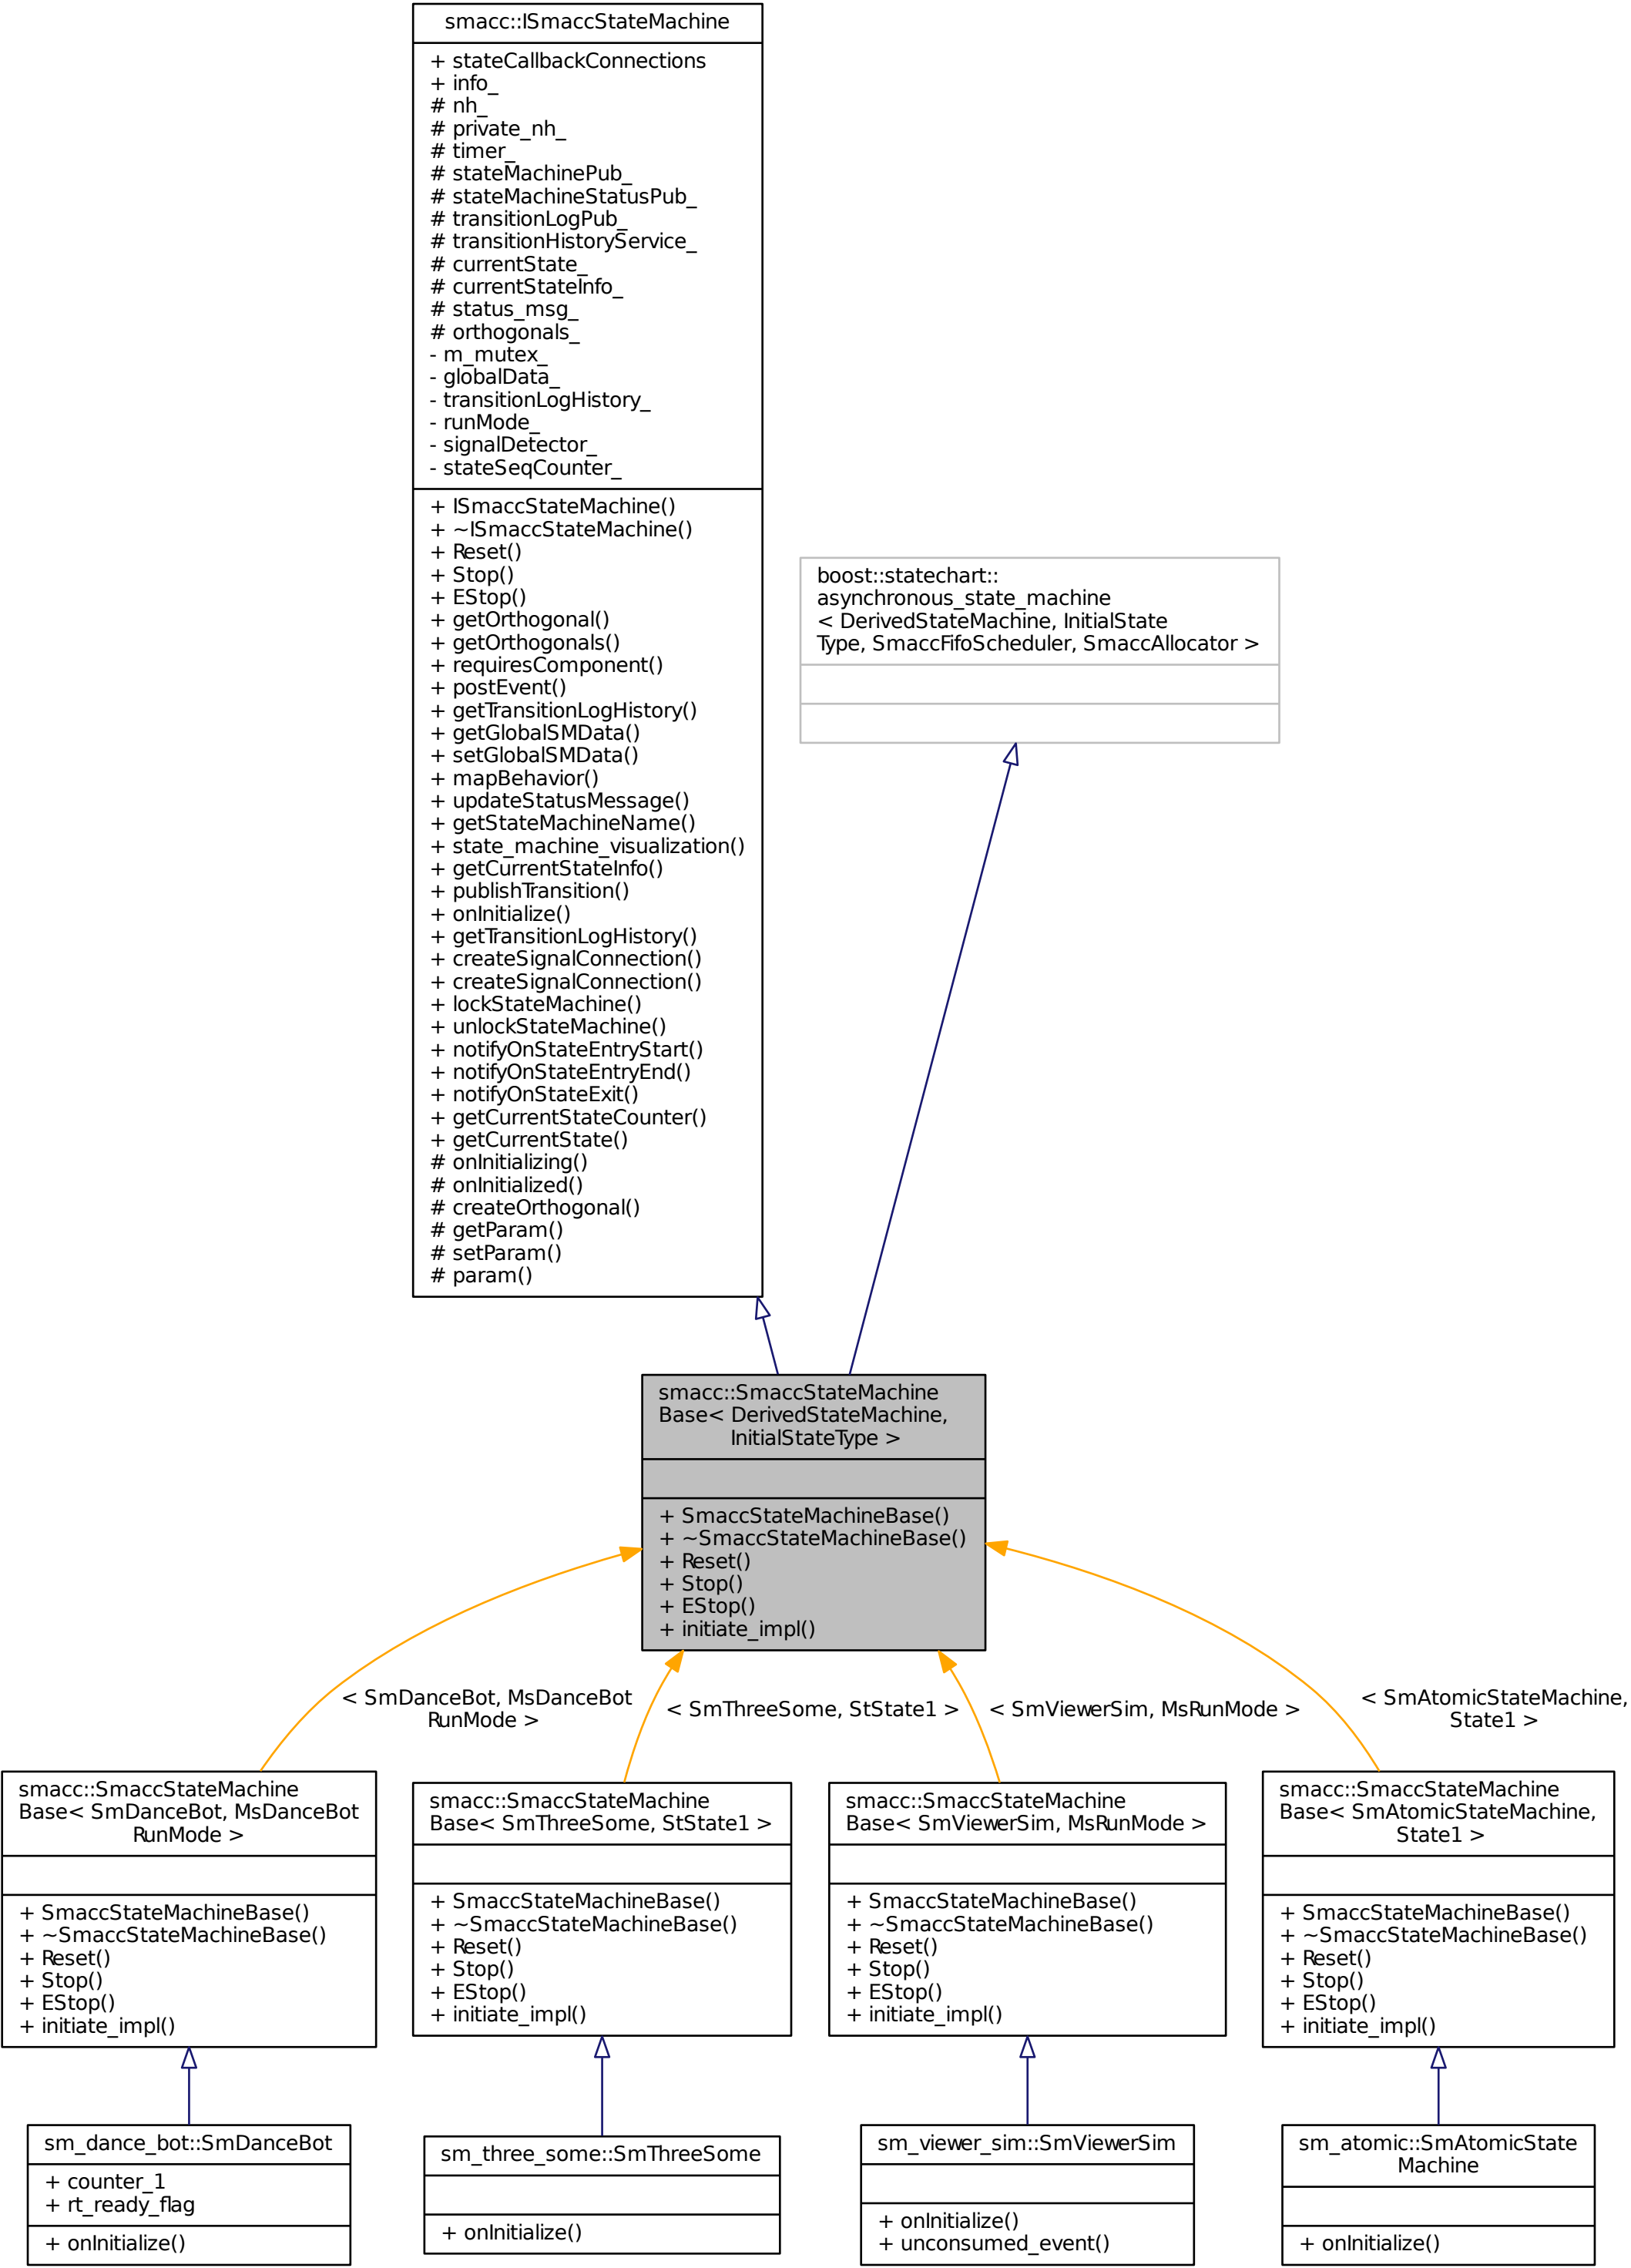 smacc::ISmaccStateMachine
+ stateCallbackConnections
+ info_
# nh_
# private_nh_
# timer_
# stateMachinePub_
# stateMachineStatusPub_
# transitionLogPub_
# transitionHistoryService_
# currentState_
# currentStateInfo_
# status_msg_
# orthogonals_
- m_mutex_
- globalData_
- transitionLogHistory_
- runMode_
- signalDetector_
- stateSeqCounter_
+ ISmaccStateMachine()
+ ~ISmaccStateMachine()
+ Reset()
+ Stop()
+ EStop()
+ getOrthogonal()
+ getOrthogonals()
+ requiresComponent()
+ postEvent()
+ getTransitionLogHistory()
+ getGlobalSMData()
+ setGlobalSMData()
+ mapBehavior()
+ updateStatusMessage()
+ getStateMachineName()
+ state_machine_visualization()
+ getCurrentStateInfo()
+ publishTransition()
+ onInitialize()
+ getTransitionLogHistory()
+ createSignalConnection()
+ createSignalConnection()
+ lockStateMachine()
+ unlockStateMachine()
+ notifyOnStateEntryStart()
+ notifyOnStateEntryEnd()
+ notifyOnStateExit()
+ getCurrentStateCounter()
+ getCurrentState()
# onInitializing()
# onInitialized()
# createOrthogonal()
# getParam()
# setParam()
# param()
boost::statechart::
asynchronous_state_machine
< DerivedStateMachine, InitialState
Type, SmaccFifoScheduler, SmaccAllocator >
smacc::SmaccStateMachine
Base< DerivedStateMachine,
InitialStateType >
+ SmaccStateMachineBase()
+ ~SmaccStateMachineBase()
+ Reset()
+ Stop()
+ EStop()
+ initiate_impl()
< SmDanceBot, MsDanceBot
RunMode >
< SmThreeSome, StState1 >
< SmViewerSim, MsRunMode >
< SmAtomicStateMachine,
State1 >
smacc::SmaccStateMachine
Base< SmDanceBot, MsDanceBot
RunMode >
+ SmaccStateMachineBase()
+ ~SmaccStateMachineBase()
+ Reset()
+ Stop()
+ EStop()
+ initiate_impl()
smacc::SmaccStateMachine
Base< SmThreeSome, StState1 >
+ SmaccStateMachineBase()
+ ~SmaccStateMachineBase()
+ Reset()
+ Stop()
+ EStop()
+ initiate_impl()
smacc::SmaccStateMachine
Base< SmViewerSim, MsRunMode >
+ SmaccStateMachineBase()
+ ~SmaccStateMachineBase()
+ Reset()
+ Stop()
+ EStop()
+ initiate_impl()
smacc::SmaccStateMachine
Base< SmAtomicStateMachine,
State1 >
+ SmaccStateMachineBase()
+ ~SmaccStateMachineBase()
+ Reset()
+ Stop()
+ EStop()
+ initiate_impl()
sm_dance_bot::SmDanceBot
+ counter_1
+ rt_ready_flag
+ onInitialize()
sm_three_some::SmThreeSome
+ onInitialize()
sm_viewer_sim::SmViewerSim
+ onInitialize()
+ unconsumed_event()
sm_atomic::SmAtomicState
Machine
+ onInitialize()